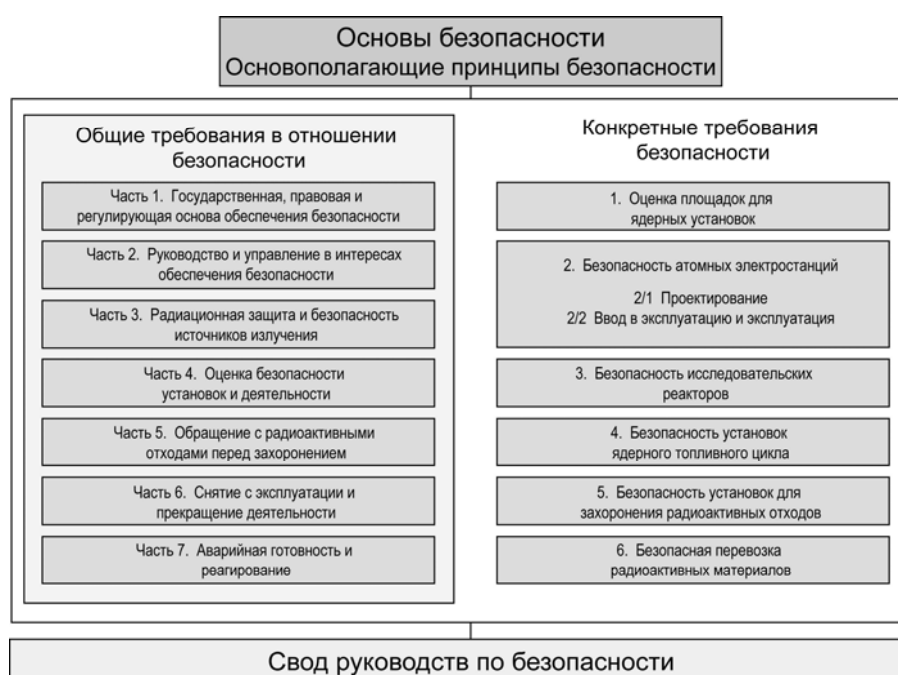 Основы безопасности
Основополагающие принципы безопасности
Общие требования в отношении
безопасности
Часть 1. Государственная, правовая и
регулирующая основа обеспечения безопасности
Часть 2. Руководство и управление в интересах
обеспечения безопасности
Часть 3. Радиационная защита и безопасность
источников излучения
Часть 4. Оценка безопасности
установок и деятельности
Часть 5. Обращение с радиоактивными
отходами перед захоронением
Часть 6. Снятие с эксплуатации и
прекращение деятельности
Часть 7. Аварийная готовность и
реагирование
Конкретные требования
безопасности
1. Оценка площадок для
ядерных установок
2. Безопасность атомных электростанций
2/1 Проектирование
2/2 Ввод в эксплуатацию и эксплуатация
3. Безопасность исследовательских
реакторов
4. Безопасность установок
ядерного топливного цикла
5. Безопасность установок для
захоронения радиоактивных отходов
6. Безопасная перевозка
радиоактивных материалов
Свод руководств по безопасности